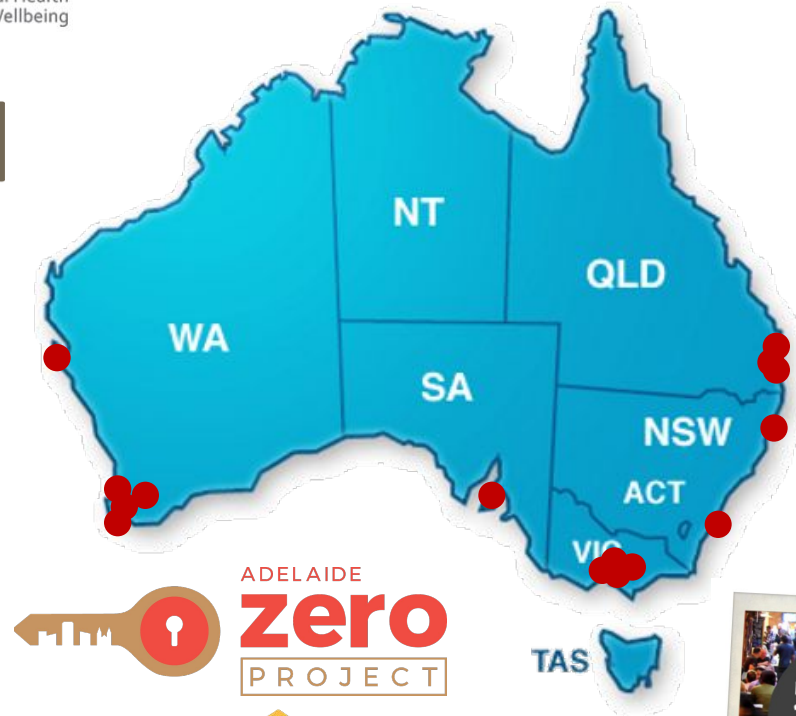 Wellbeing
NT
QLD
WA
SA
NSW
ACT
VIC
TAS
ADELAIDE
zero
PROJECT